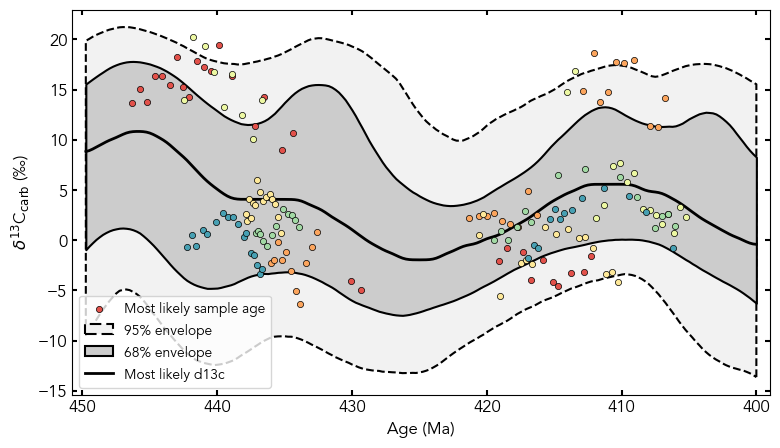 20
15
10
5
0
−5
−10
−15
δ¹³C_carb (‰)
Most likely sample age
95% envelope
68% envelope
Most likely d13c
450 440 430 420 410 400
Age (Ma)